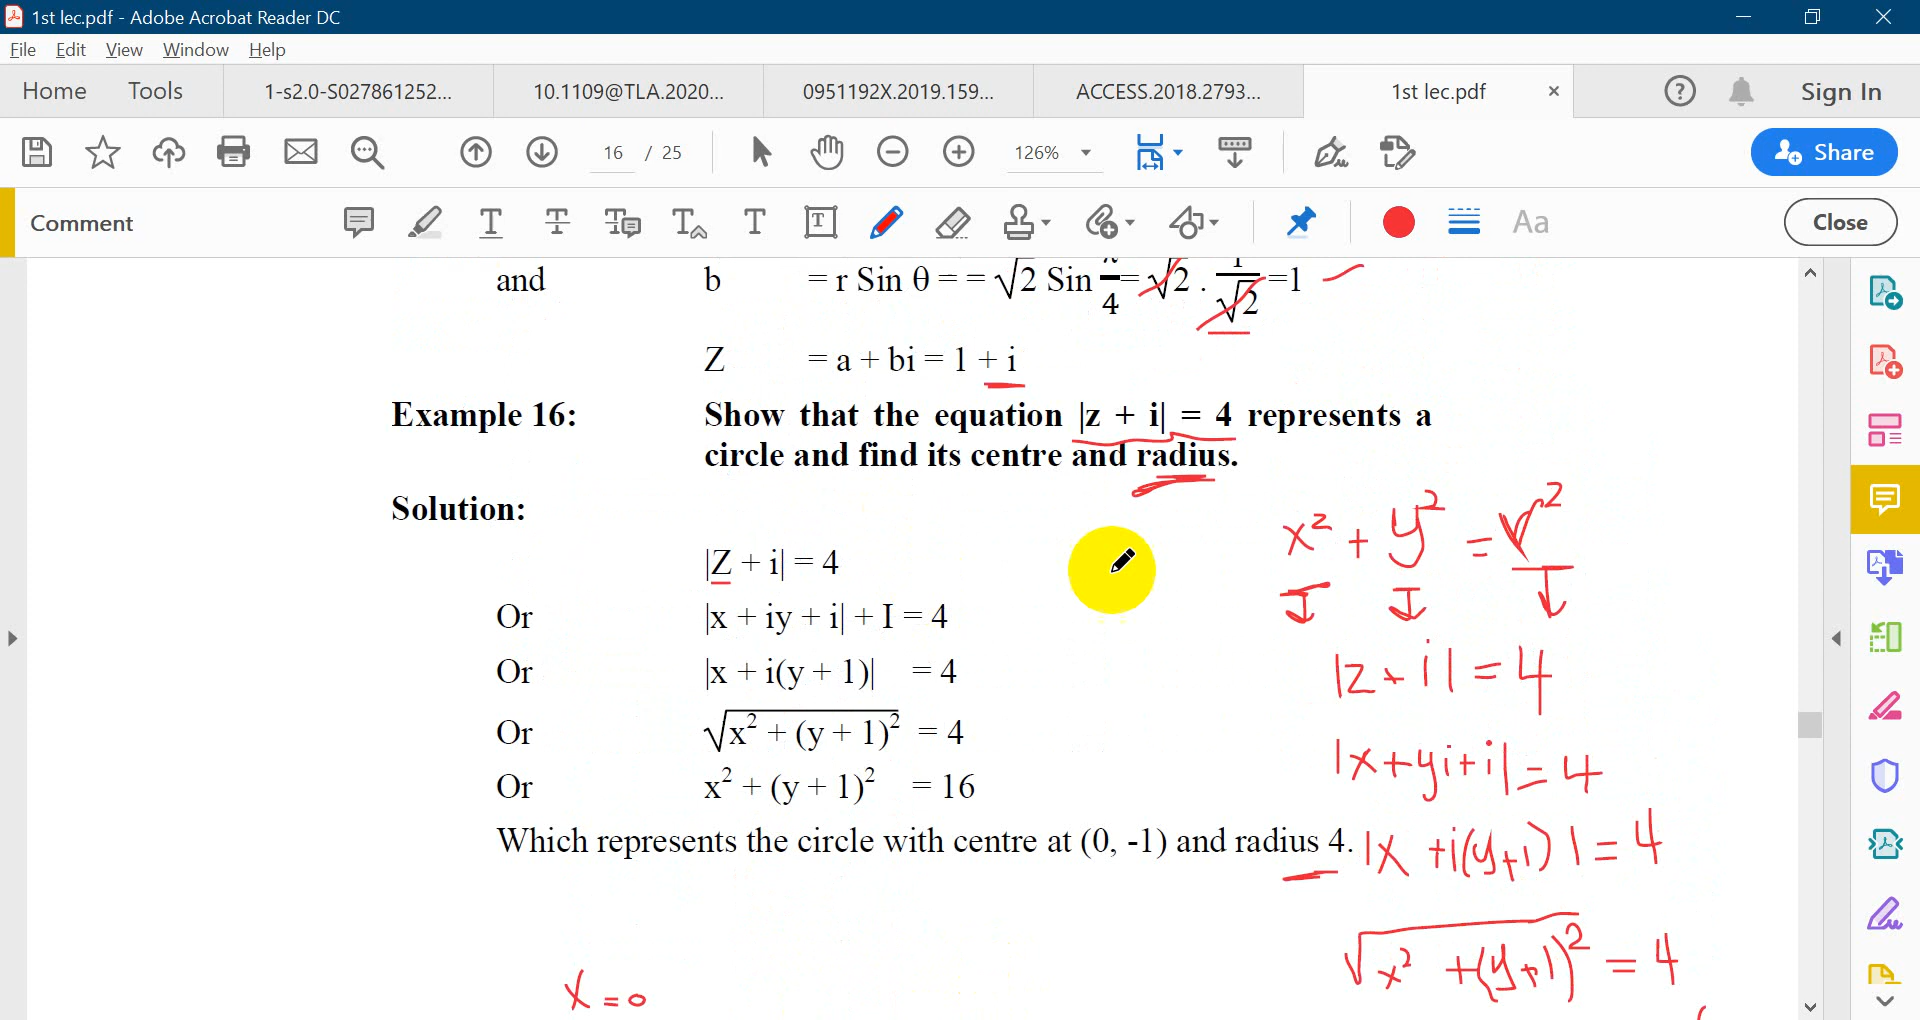 1st lec.pdf - Adobe Acrobat Reader DC
File Edit View Window Help
Home Tools 1-s2.0-S027861252... 10.1109@TLA.2020... 0951192X.2019.159... ACCESS.2018.2793... 1st lec.pdf × ? Sign In
16 / 25 126% Share
Comment T T T T T T Aa Close
and b = r Sin θ = = √2 Sin π/4 = √2 . 1/√2 =1
Z = a + bi = 1 + i
Example 16: Show that the equation |z + i| = 4 represents a
circle and find its centre and radius.
Solution:
x² + y² = r²
|Z + i| = 4
Or |x + iy + i| + I = 4
|z + i| = 4
Or |x + i(y + 1)| = 4
Or √x² + (y + 1)² = 4
|x+yi+i| = 4
Or x² + (y + 1)² = 16
Which represents the circle with centre at (0, -1) and radius 4.
|x +i(y+1)| = 4
√x² +(y+1)² = 4
x = 0